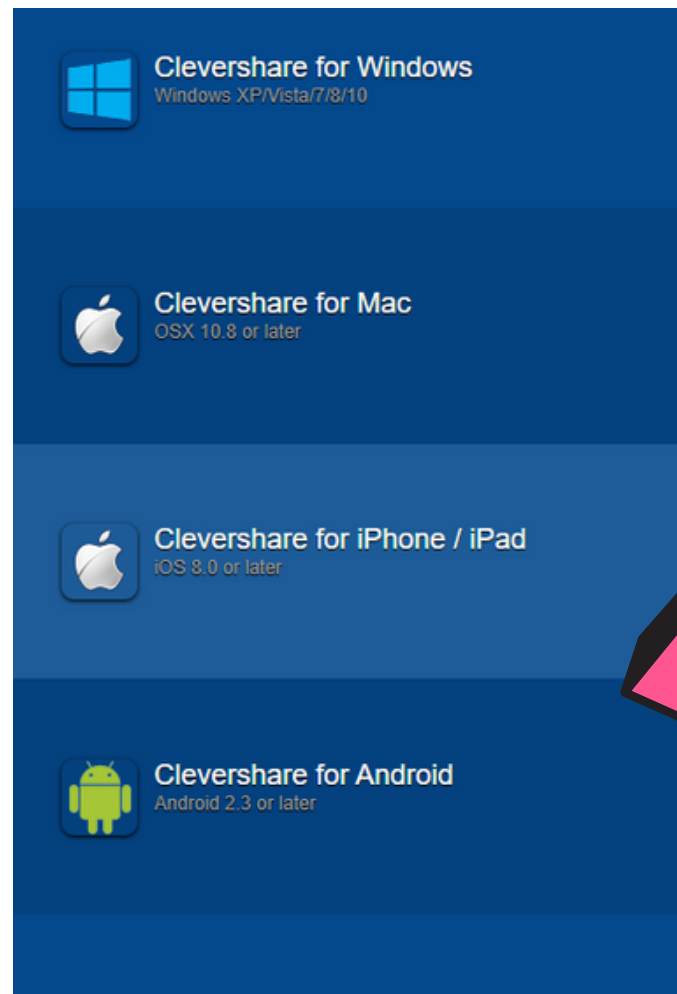 Clevershare for Windows
Windows XP/Vista/7/8/10
Clevershare for Mac
OSX 10.8 or later
Clevershare for iPhone / iPad
iOS 8.0 or later
Clevershare for Android
Android 2.3 or later